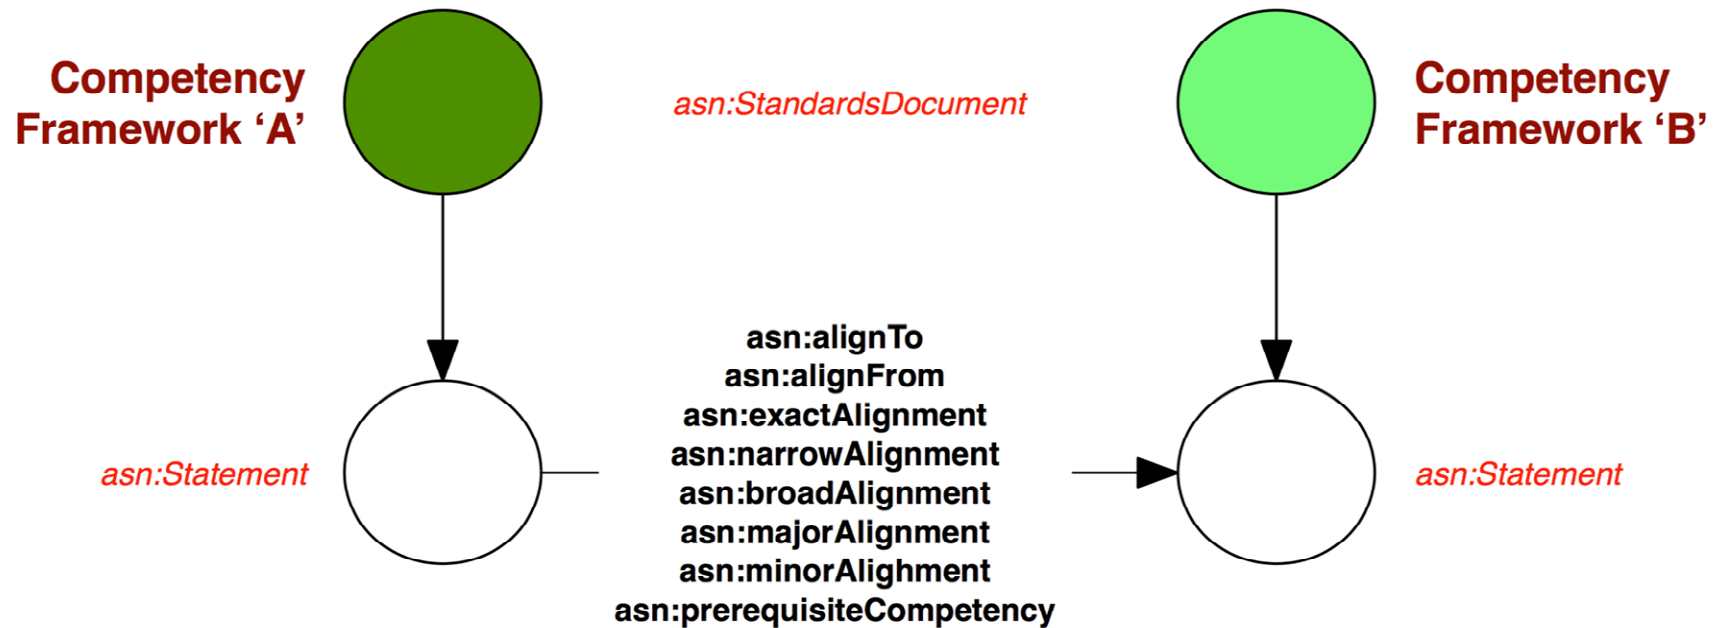 Competency
Framework ‘A’
asn:StandardsDocument
Competency
Framework ‘B’
asn:alignTo
asn:alignFrom
asn:exactAlignment
asn:narrowAlignment
asn:broadAlignment
asn:majorAlignment
asn:minorAlighment
asn:prerequisiteCompetency
asn:Statement
asn:Statement